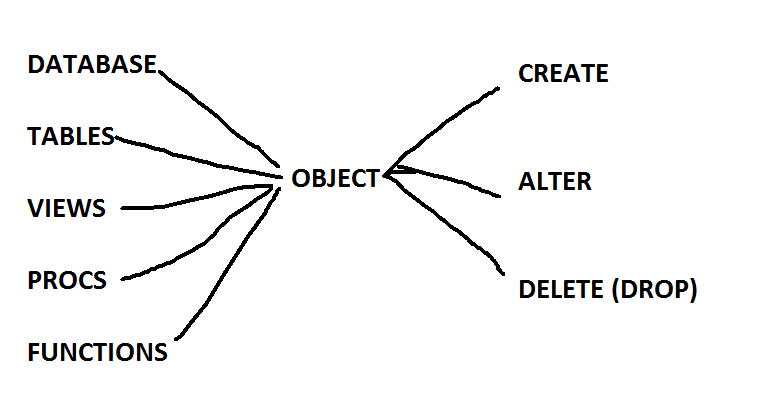 DATABASE
TABLES
VIEWS
PROCS
FUNCTIONS
OBJECT
CREATE
ALTER
DELETE (DROP)